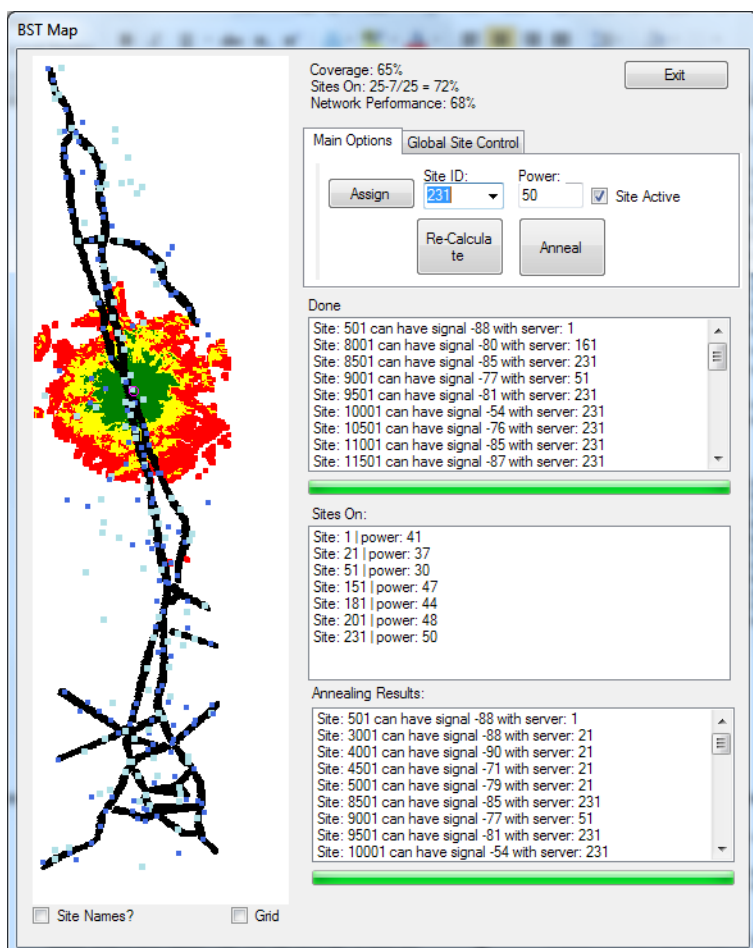 BST Map
Coverage: 65%
Sites On: 25-7/25 = 72%
Network Performance: 68%
Exit
Main Options
Global Site Control
Site ID:
Power:
Assign
231
50
Site Active
Re-Calcula
te
Anneal
Done
Site: 501 can have signal -88 with server: 1
Site: 8001 can have signal -80 with server: 161
Site: 8501 can have signal -85 with server: 231
Site: 9001 can have signal -77 with server: 51
Site: 9501 can have signal -81 with server: 231
Site: 10001 can have signal -54 with server: 231
Site: 10501 can have signal -76 with server: 231
Site: 11001 can have signal -85 with server: 231
Site: 11501 can have signal -87 with server: 231
Sites On:
Site: 1 | power: 41
Site: 21 | power: 37
Site: 51 | power: 30
Site: 151 | power: 47
Site: 181 | power: 44
Site: 201 | power: 48
Site: 231 | power: 50
Annealing Results:
Site: 501 can have signal -88 with server: 1
Site: 3001 can have signal -88 with server: 21
Site: 4001 can have signal -90 with server: 21
Site: 4501 can have signal -71 with server: 21
Site: 5001 can have signal -79 with server: 21
Site: 8501 can have signal -85 with server: 231
Site: 9001 can have signal -77 with server: 51
Site: 9501 can have signal -81 with server: 231
Site: 10001 can have signal -54 with server: 231
Site Names?
Grid